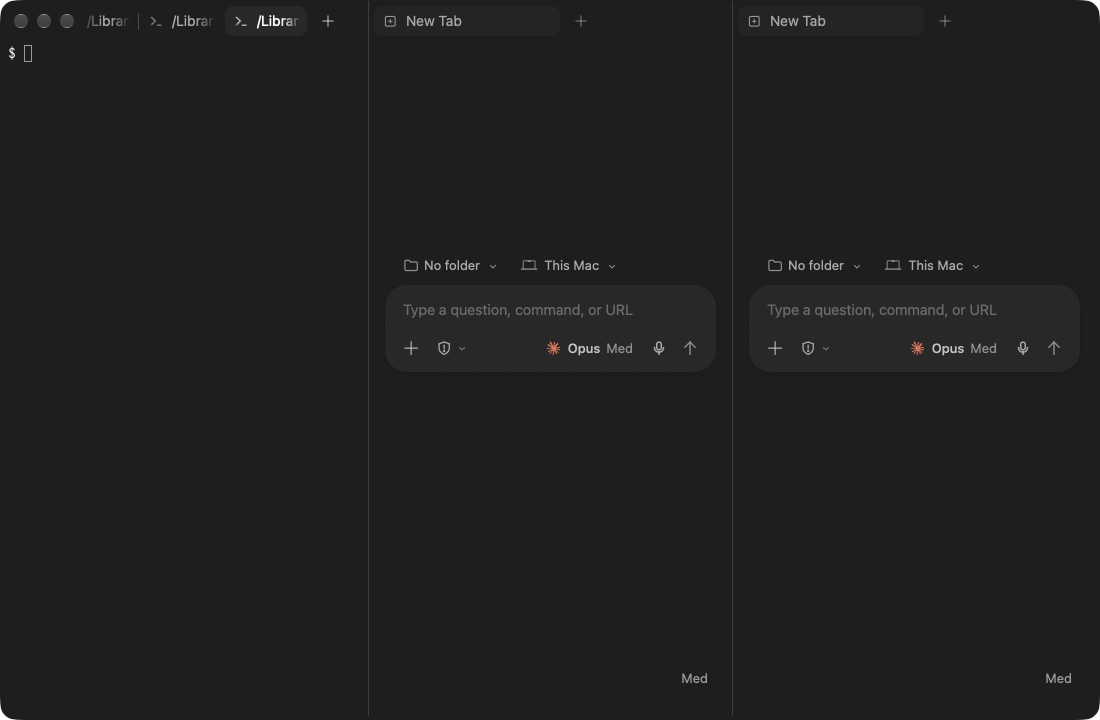 /Librar
/Librar
/Librar
New Tab
New Tab
$
No folder
This Mac
No folder
This Mac
Type a question, command, or URL
Type a question, command, or URL
Opus Med
Opus Med
Med
Med